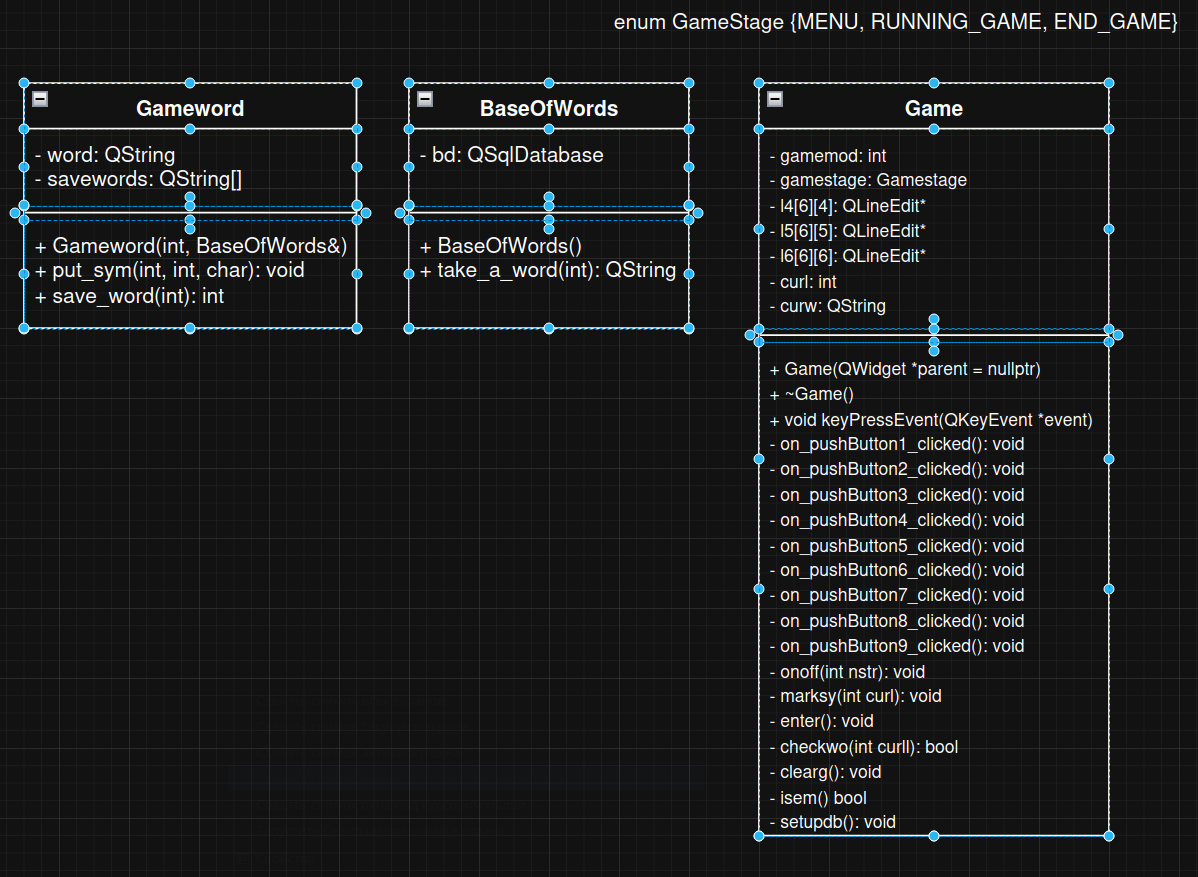 enum GameStage {MENU, RUNNING_GAME, END_GAME}
Gameword
- word: QString
- savewords: QString[]
+ Gameword(int, BaseOfWords&)
+ put_sym(int, int, char): void
+ save_word(int): int
BaseOfWords
- bd: QSqlDatabase
+ BaseOfWords()
+ take_a_word(int): QString
Game
- gamemod: int
- gamestage: Gamestage
- l4[6][4]: QLineEdit*
- l5[6][5]: QLineEdit*
- l6[6][6]: QLineEdit*
- curl: int
- curw: QString
+ Game(QWidget *parent = nullptr)
+ ~Game()
+ void keyPressEvent(QKeyEvent *event)
- on_pushButton1_clicked(): void
- on_pushButton2_clicked(): void
- on_pushButton3_clicked(): void
- on_pushButton4_clicked(): void
- on_pushButton5_clicked(): void
- on_pushButton6_clicked(): void
- on_pushButton7_clicked(): void
- on_pushButton8_clicked(): void
- on_pushButton9_clicked(): void
- onoff(int nstr): void
- marksy(int curl): void
- enter(): void
- checkwo(int curll): bool
- clearg(): void
- isem() bool
- setupdb(): void